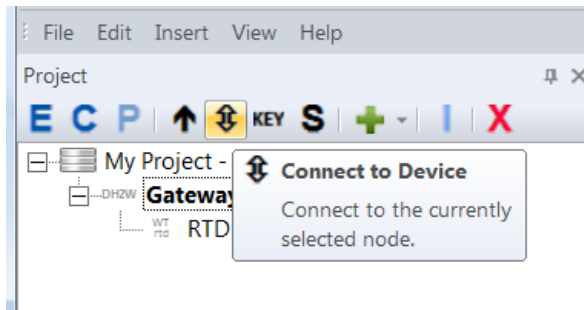 File Edit Insert View Help
Project
E C P KEY S I X
My Project -
DH2W Gateway
WT
rtd RTD
Connect to Device
Connect to the currently
selected node.